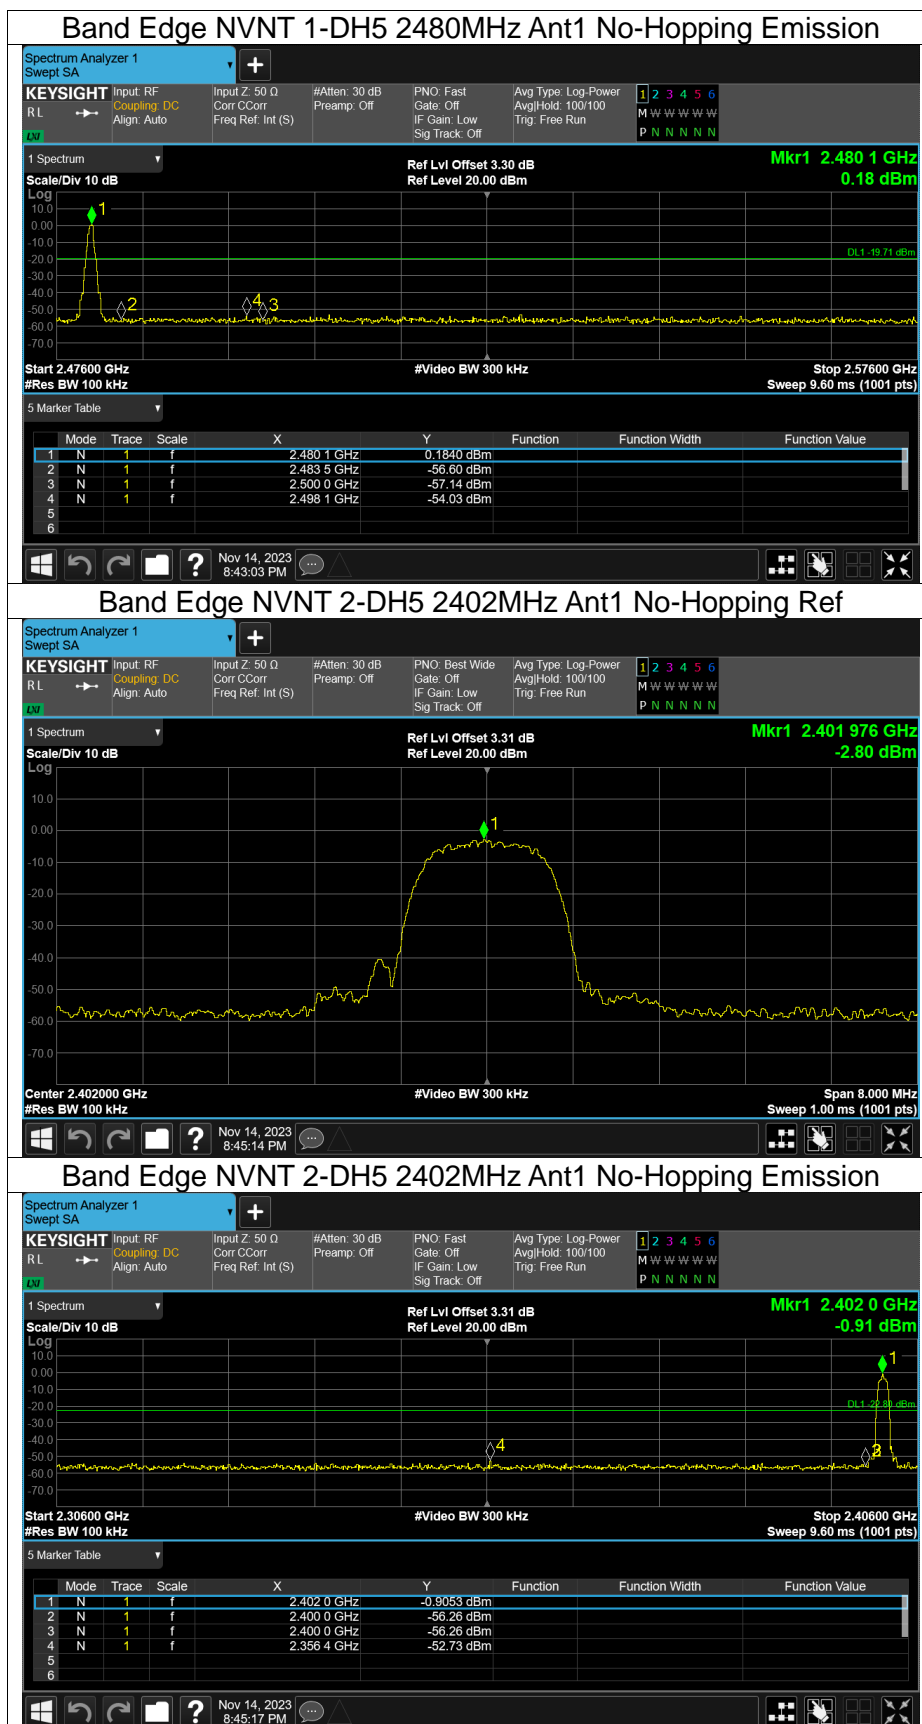 Band Edge NVNT 1-DH5 2480MHz Ant1 No-Hopping Emission
Spectrum Analyzer 1
Swept SA
+
KEYSIGHT Input: RF Input Z: 50 Ω #Atten: 30 dB PNO: Fast Avg Type: Log-Power 1 2 3 4 5 6
R L Coupling: DC Corr CCorr Preamp: Off Gate: Off Avg|Hold: 100/100 M W W W W W
Align: Auto Freq Ref: Int (S) IF Gain: Low Trig: Free Run
LXI Sig Track: Off P N N N N N
1 Spectrum Ref Lvl Offset 3.30 dB Mkr1 2.480 1 GHz
Scale/Div 10 dB Ref Level 20.00 dBm 0.18 dBm
Log
10.0 1
0.00
-10.0
-20.0 DL1 -19.71 dBm
-30.0
-40.0
-50.0 2 4 3
-60.0
-70.0
Start 2.47600 GHz #Video BW 300 kHz Stop 2.57600 GHz
#Res BW 100 kHz Sweep 9.60 ms (1001 pts)
5 Marker Table
Mode Trace Scale X Y Function Function Width Function Value
1 N 1 f 2.480 1 GHz 0.1840 dBm
2 N 1 f 2.483 5 GHz -56.60 dBm
3 N 1 f 2.500 0 GHz -57.14 dBm
4 N 1 f 2.498 1 GHz -54.03 dBm
5
6
? Nov 14, 2023
8:43:03 PM
Band Edge NVNT 2-DH5 2402MHz Ant1 No-Hopping Ref
Spectrum Analyzer 1
Swept SA
+
KEYSIGHT Input: RF Input Z: 50 Ω #Atten: 30 dB PNO: Best Wide Avg Type: Log-Power 1 2 3 4 5 6
R L Coupling: DC Corr CCorr Preamp: Off Gate: Off Avg|Hold: 100/100 M W W W W W
Align: Auto Freq Ref: Int (S) IF Gain: Low Trig: Free Run
LXI Sig Track: Off P N N N N N
1 Spectrum Ref Lvl Offset 3.31 dB Mkr1 2.401 976 GHz
Scale/Div 10 dB Ref Level 20.00 dBm -2.80 dBm
Log
10.0
0.00 1
-10.0
-20.0
-30.0
-40.0
-50.0
-60.0
-70.0
Center 2.402000 GHz #Video BW 300 kHz Span 8.000 MHz
#Res BW 100 kHz Sweep 1.00 ms (1001 pts)
? Nov 14, 2023
8:45:14 PM
Band Edge NVNT 2-DH5 2402MHz Ant1 No-Hopping Emission
Spectrum Analyzer 1
Swept SA
+
KEYSIGHT Input: RF Input Z: 50 Ω #Atten: 30 dB PNO: Fast Avg Type: Log-Power 1 2 3 4 5 6
R L Coupling: DC Corr CCorr Preamp: Off Gate: Off Avg|Hold: 100/100 M W W W W W
Align: Auto Freq Ref: Int (S) IF Gain: Low Trig: Free Run
LXI Sig Track: Off P N N N N N
1 Spectrum Ref Lvl Offset 3.31 dB Mkr1 2.402 0 GHz
Scale/Div 10 dB Ref Level 20.00 dBm -0.91 dBm
Log
10.0 1
0.00
-10.0
-20.0 DL1 -22.80 dBm
-30.0
-40.0
-50.0 4 3
-60.0
-70.0
Start 2.30600 GHz #Video BW 300 kHz Stop 2.40600 GHz
#Res BW 100 kHz Sweep 9.60 ms (1001 pts)
5 Marker Table
Mode Trace Scale X Y Function Function Width Function Value
1 N 1 f 2.402 0 GHz -0.9053 dBm
2 N 1 f 2.400 0 GHz -56.26 dBm
3 N 1 f 2.400 0 GHz -56.26 dBm
4 N 1 f 2.356 4 GHz -52.73 dBm
5
6
? Nov 14, 2023
8:45:17 PM